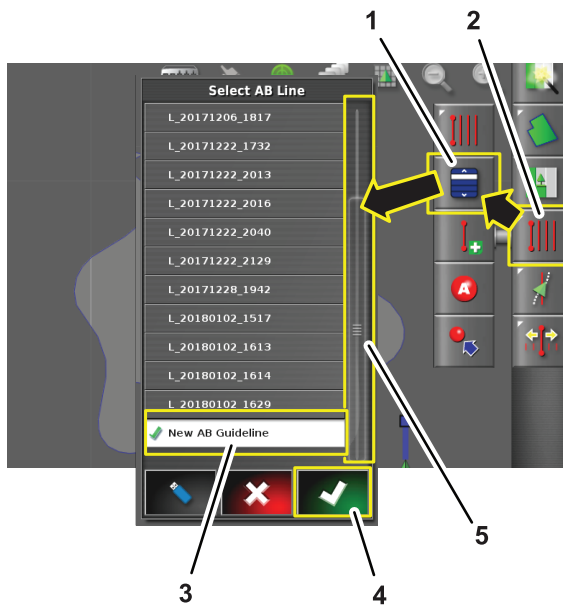 1
2
Select AB Line
L_20171206_1817
L_20171222_1732
L_20171222_2013
L_20171222_2016
L_20171222_2040
L_20171222_2129
L_20171228_1942
L_20180102_1517
L_20180102_1613
L_20180102_1614
L_20180102_1629
New AB Guideline
A
5
3
4